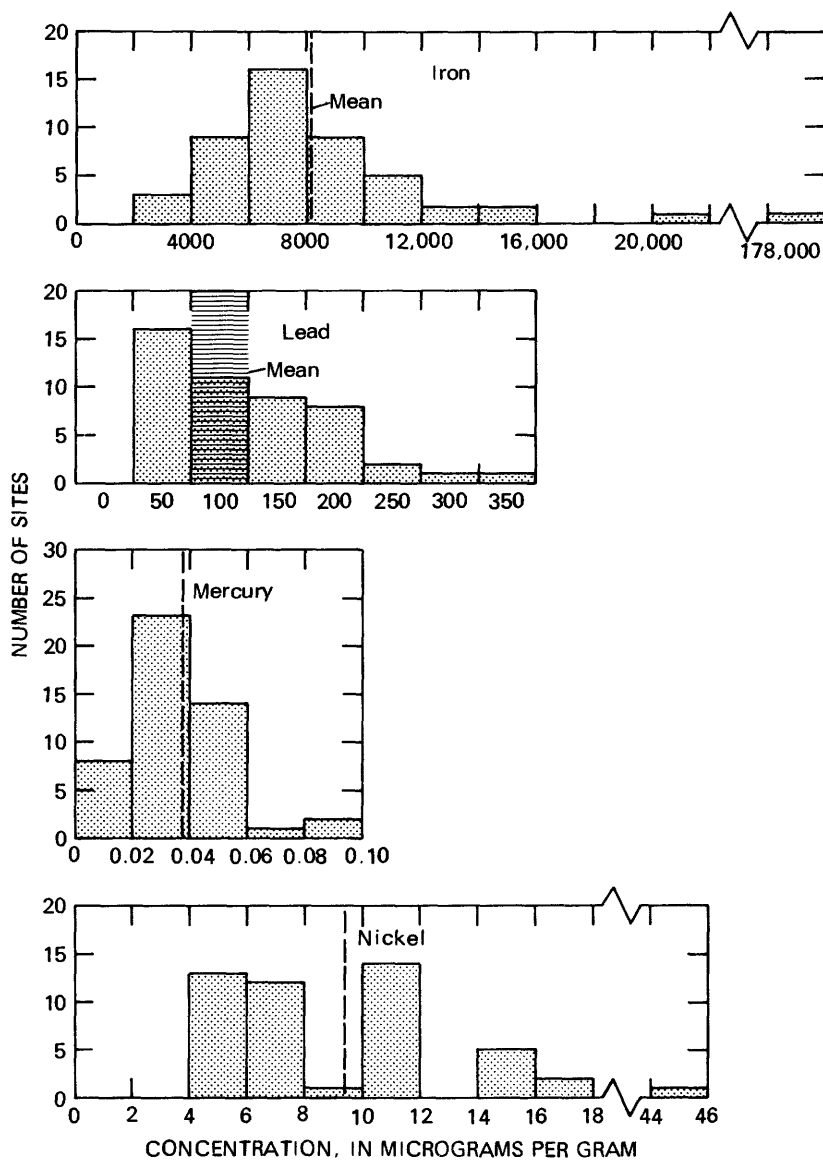 20
15
10
5
0
Iron
Mean
0 4000 8000 12,000 16,000 20,000 178,000
20
15
10
5
0
Lead
Mean
0 50 100 150 200 250 300 350
NUMBER OF SITES
30
25
20
15
10
5
0
Mercury
0 0.02 0.04 0.06 0.08 0.10
20
15
10
5
0
Nickel
0 2 4 6 8 10 12 14 16 18 44 46
CONCENTRATION, IN MICROGRAMS PER GRAM